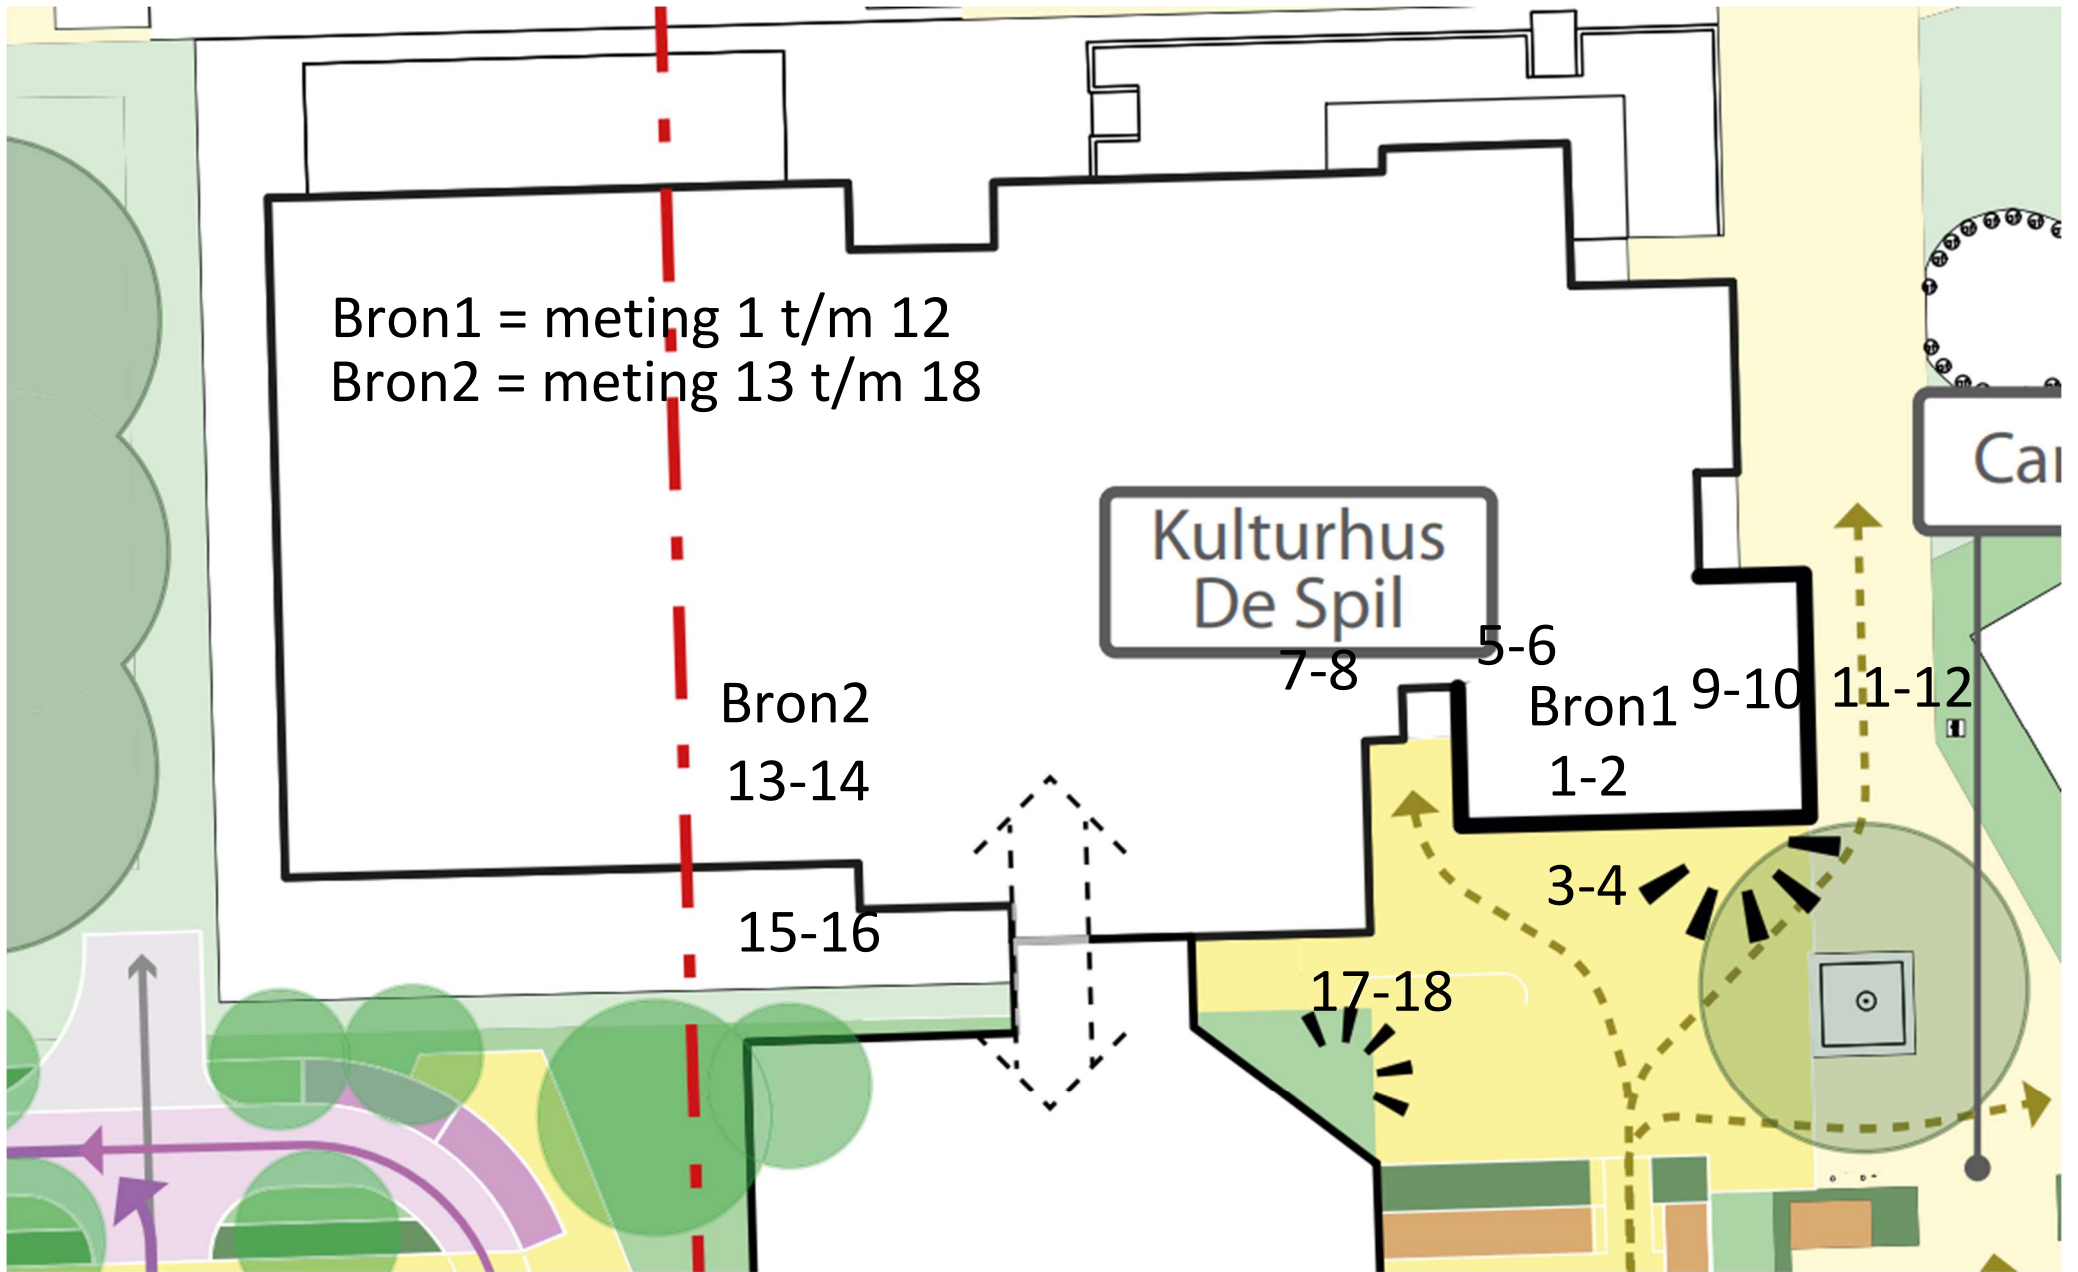 Bron1 = meting 1 t/m 12
Bron2 = meting 13 t/m 18
Car
Kulturhus
De Spil
5-6
7-8
Bron2
Bron1
9-10
11-12
13-14
1-2
3-4
15-16
17-18